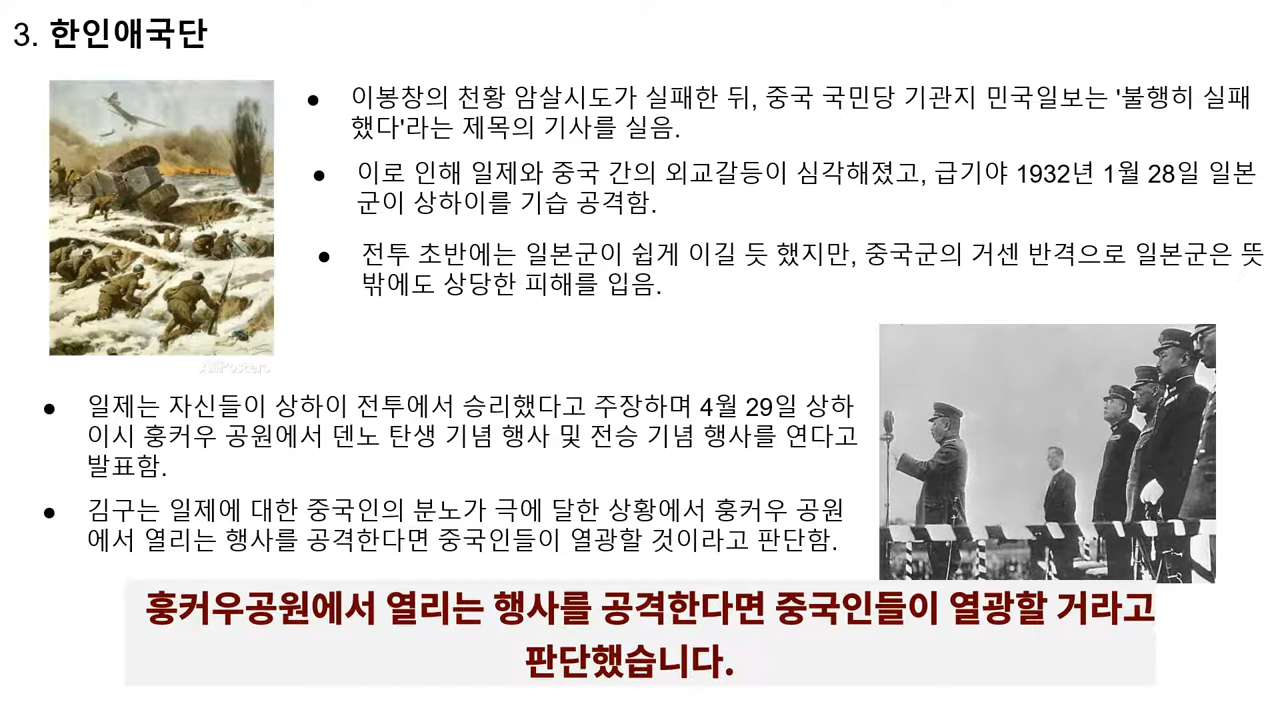 3. 한인애국단
● 이봉창의 천황 암살시도가 실패한 뒤, 중국 국민당 기관지 민국일보는 '불행히 실패
했다'라는 제목의 기사를 실음.
● 이로 인해 일제와 중국 간의 외교갈등이 심각해졌고, 급기야 1932년 1월 28일 일본
군이 상하이를 기습 공격함.
● 전투 초반에는 일본군이 쉽게 이길 듯 했지만, 중국군의 거센 반격으로 일본군은 뜻
밖에도 상당한 피해를 입음.
AllPosters
● 일제는 자신들이 상하이 전투에서 승리했다고 주장하며 4월 29일 상하
이시 훙커우 공원에서 덴노 탄생 기념 행사 및 전승 기념 행사를 연다고
발표함.
● 김구는 일제에 대한 중국인의 분노가 극에 달한 상황에서 훙커우 공원
에서 열리는 행사를 공격한다면 중국인들이 열광할 것이라고 판단함.
훙커우공원에서 열리는 행사를 공격한다면 중국인들이 열광할 거라고
판단했습니다.